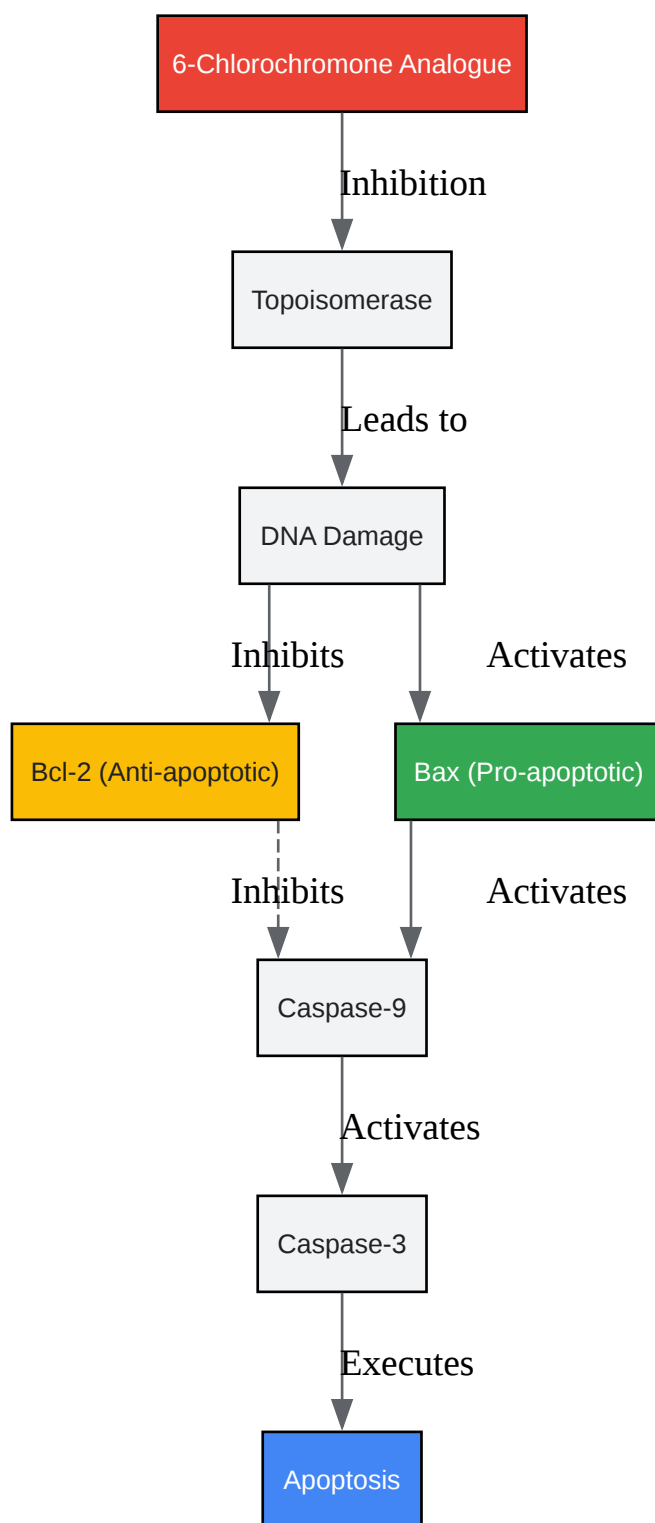 6-Chlorochromone Analogue
Inhibition
Topoisomerase
Leads to
DNA Damage
Inhibits
Activates
Bcl-2 (Anti-apoptotic)
Bax (Pro-apoptotic)
Inhibits
Activates
Caspase-9
Activates
Caspase-3
Executes
Apoptosis